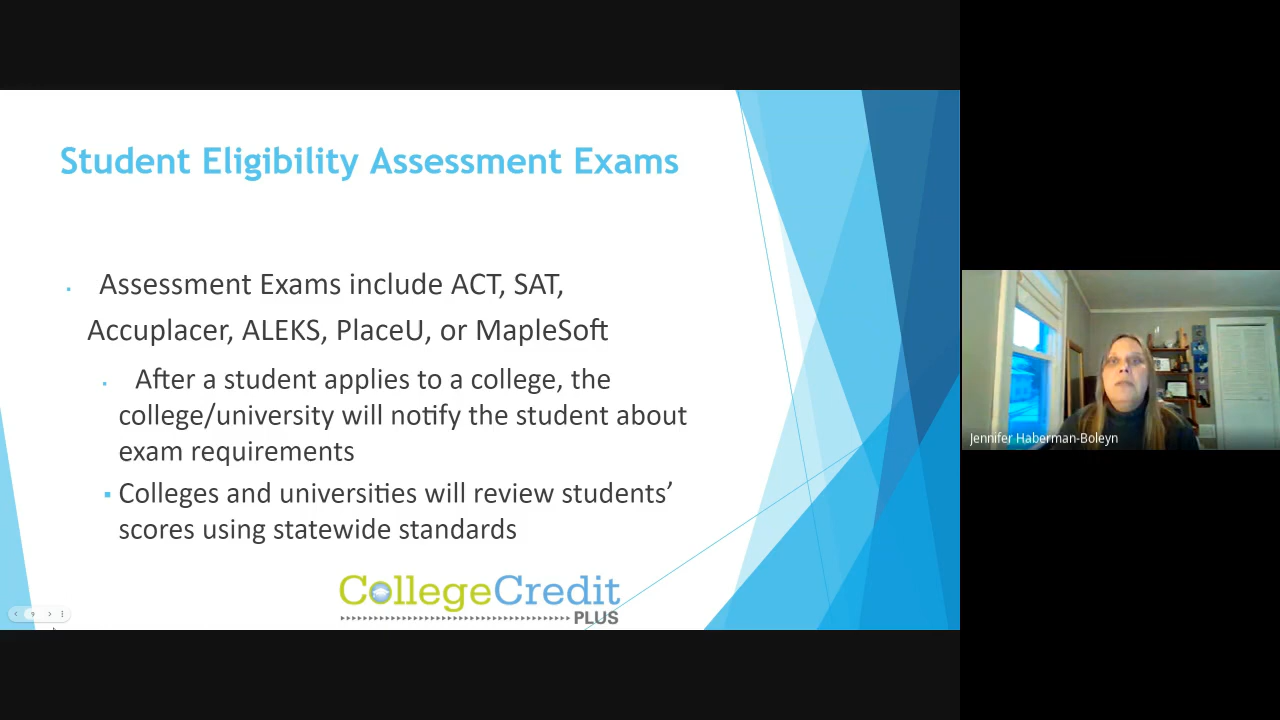 Student Eligibility Assessment Exams
▪ Assessment Exams include ACT, SAT,
Accuplacer, ALEKS, PlaceU, or MapleSoft
▪ After a student applies to a college, the
college/university will notify the student about
exam requirements
▪ Colleges and universities will review students’
scores using statewide standards
CollegeCredit
PLUS
9
Jennifer Haberman-Boleyn